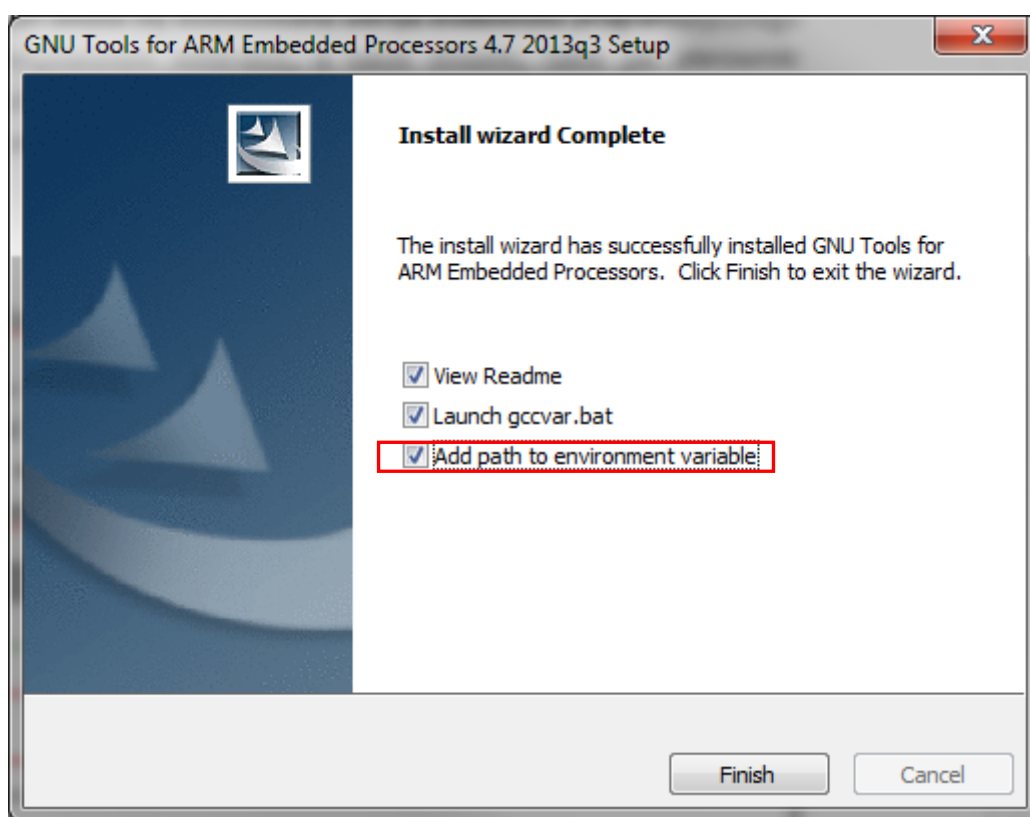 GNU Tools for ARM Embedded Processors 4.7 2013q3 Setup
Install wizard Complete
The install wizard has successfully installed GNU Tools for
ARM Embedded Processors.  Click Finish to exit the wizard.
View Readme
Launch gccvar.bat
Add path to environment variable
Finish
Cancel